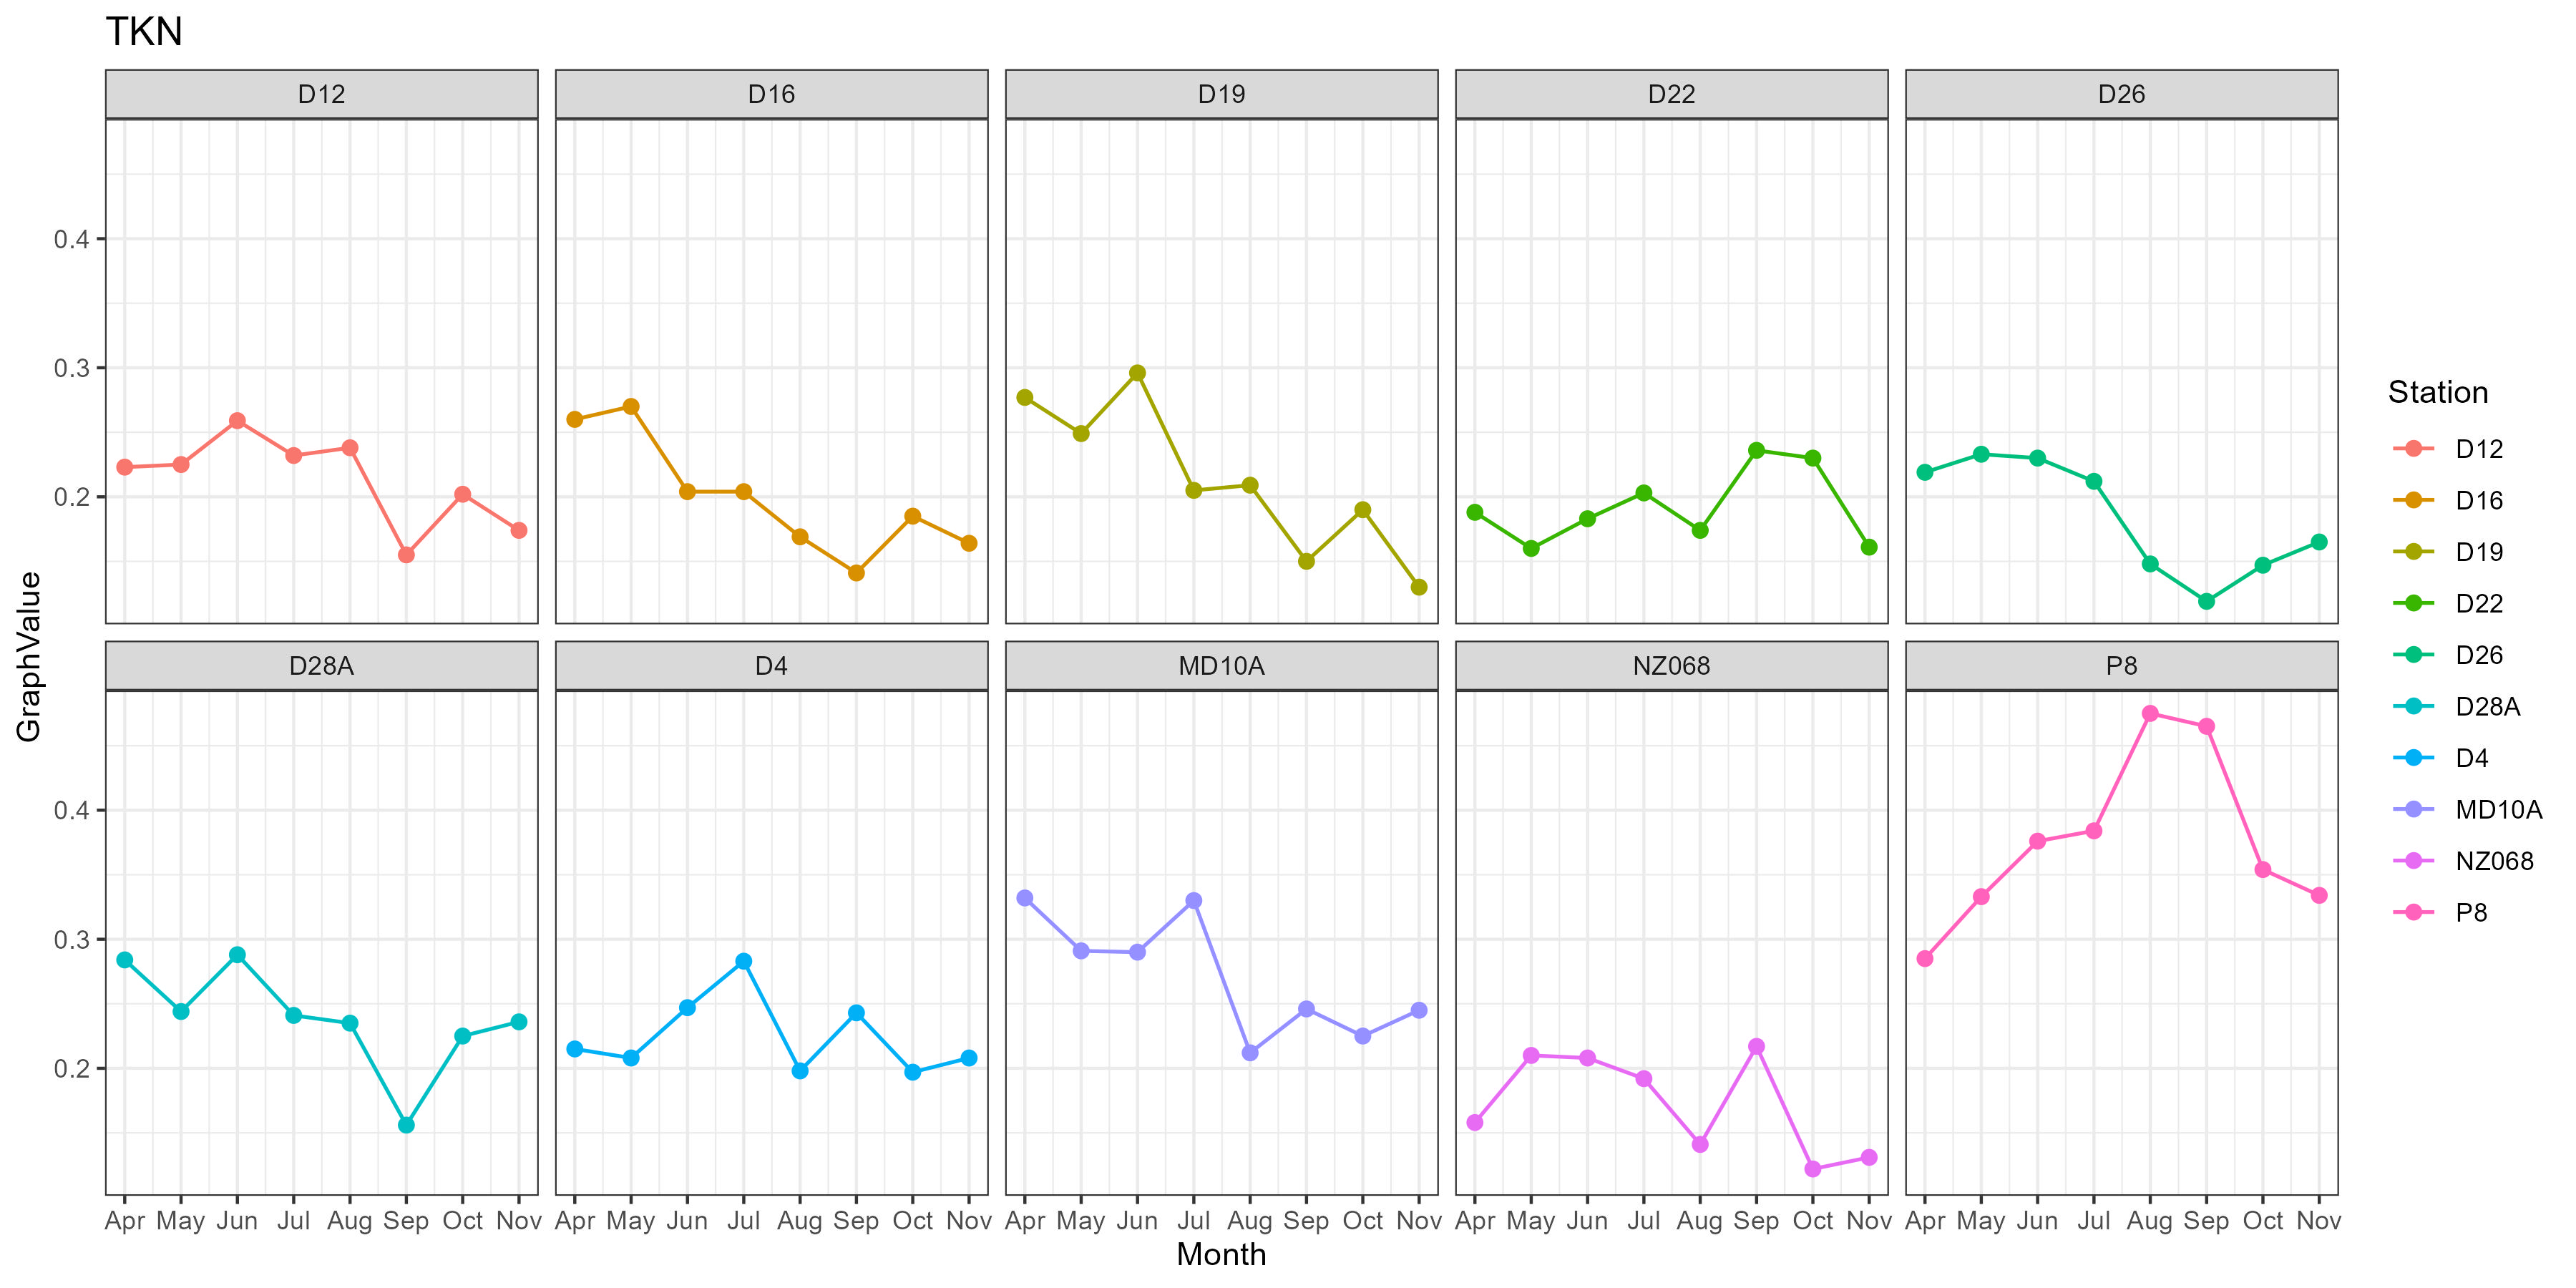 TKN
D12 D16 D19 D22 D26
0.4
0.3
0.2
D28A D4 MD10A NZ068 P8
0.4
0.3
0.2
Apr May Jun Jul Aug Sep Oct Nov Apr May Jun Jul Aug Sep Oct Nov Apr May Jun Jul Aug Sep Oct Nov Apr May Jun Jul Aug Sep Oct Nov Apr May Jun Jul Aug Sep Oct Nov
Month
GraphValue
Station
D12
D16
D19
D22
D26
D28A
D4
MD10A
NZ068
P8